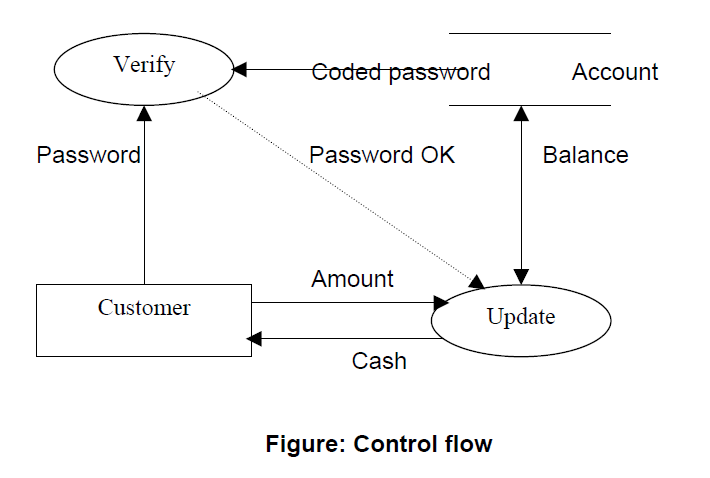 Verify
Coded password
Account
Password
Password OK
Balance
Customer
Amount
Update
Cash
Figure: Control flow